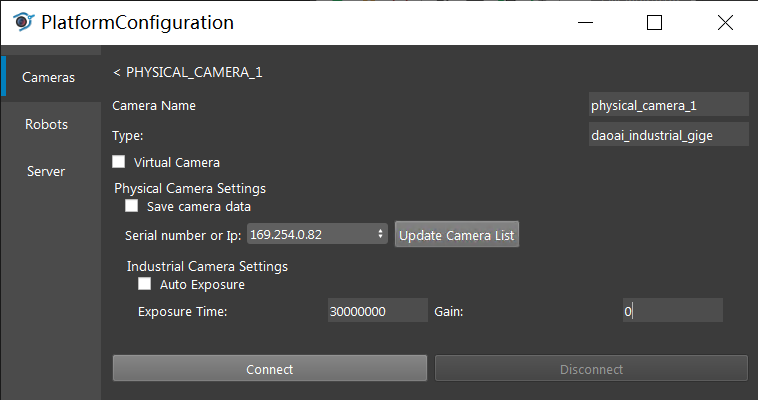 PlatformConfiguration
Cameras
Robots
Server
< PHYSICAL_CAMERA_1
Camera Name physical_camera_1
Type: daoai_industrial_gige
Virtual Camera
Physical Camera Settings
Save camera data
Serial number or Ip: 169.254.0.82 Update Camera List
Industrial Camera Settings
Auto Exposure
Exposure Time: 30000000 Gain: 0
Connect Disconnect